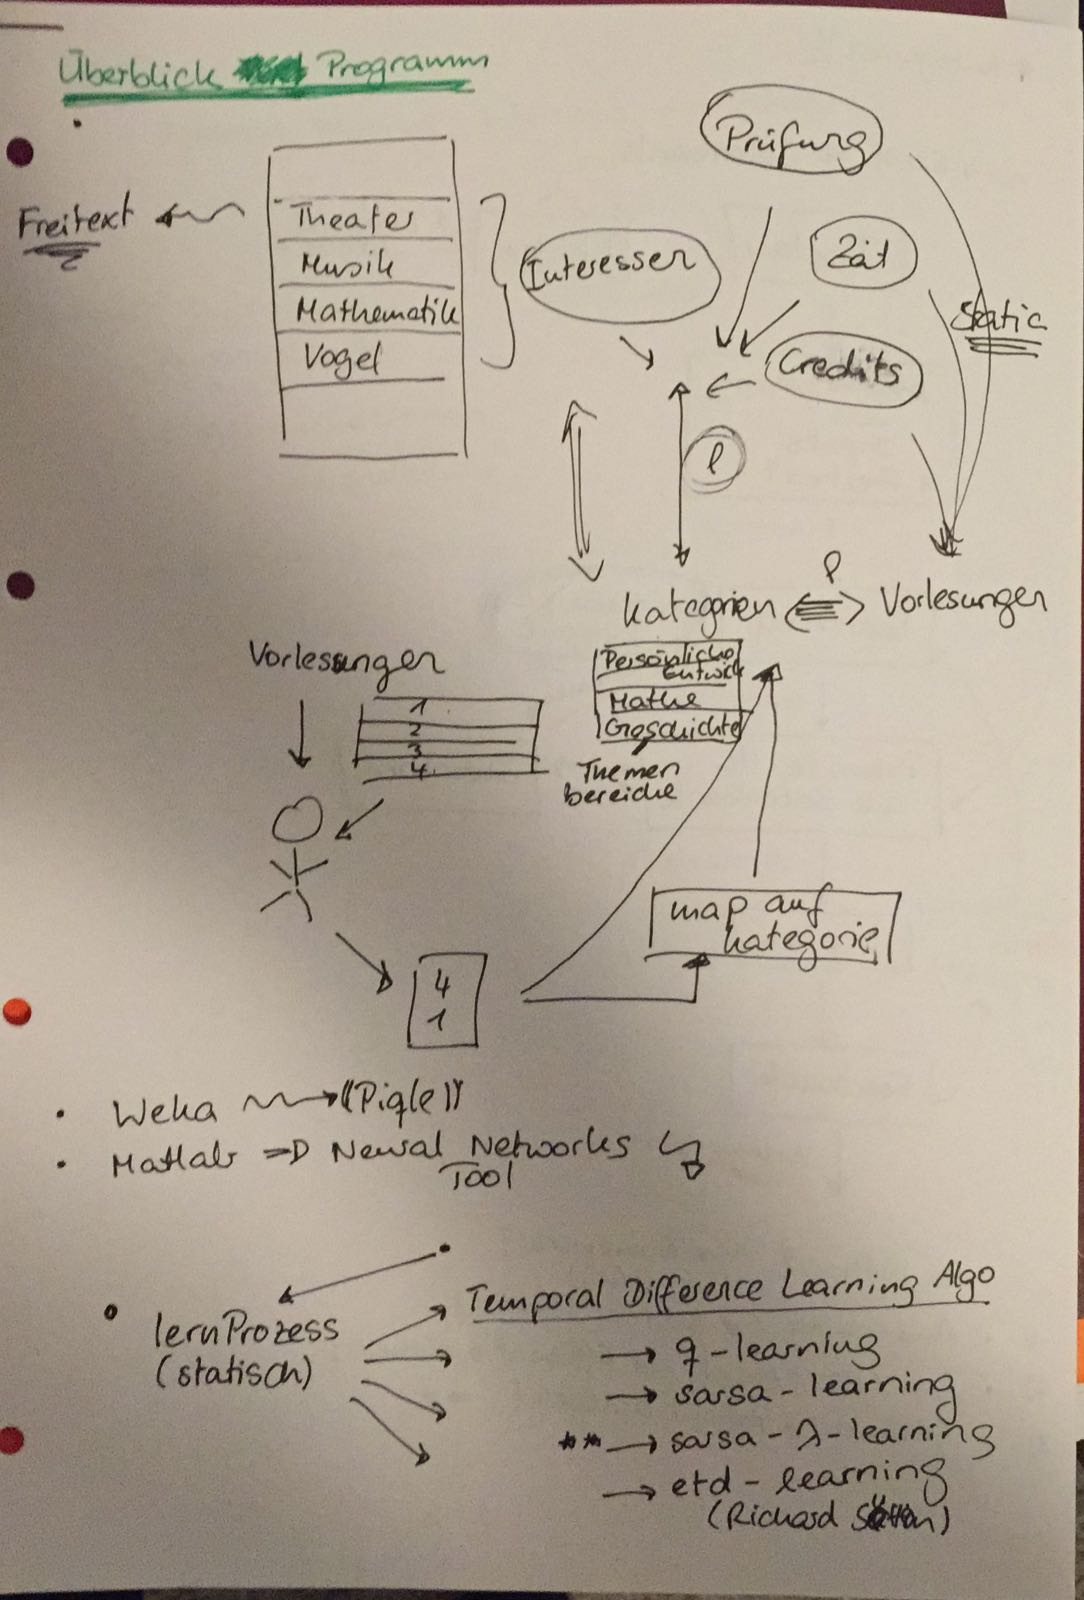 Überblick Programm
Prüfung
Freitext
Theater
Musik
Mathematik
Vogel
Interessen
Zeit
Static
Credits
l
P
Kategorien
Vorlesungen
Persönliche
Entwick
Mathe
Geschichte
Themen
bereiche
Vorlesungen
1
2
3
4
map auf
kategorie
4
1
• Weka → ((Piqle))
• Matlab => Neural Networks
Tool
Temporal Difference Learning Algo
• lernProzess
(statisch)
→ q-learning
→ sarsa-learning
** → sarsa-λ-learning
→ etd-learning
(Richard Sutton)